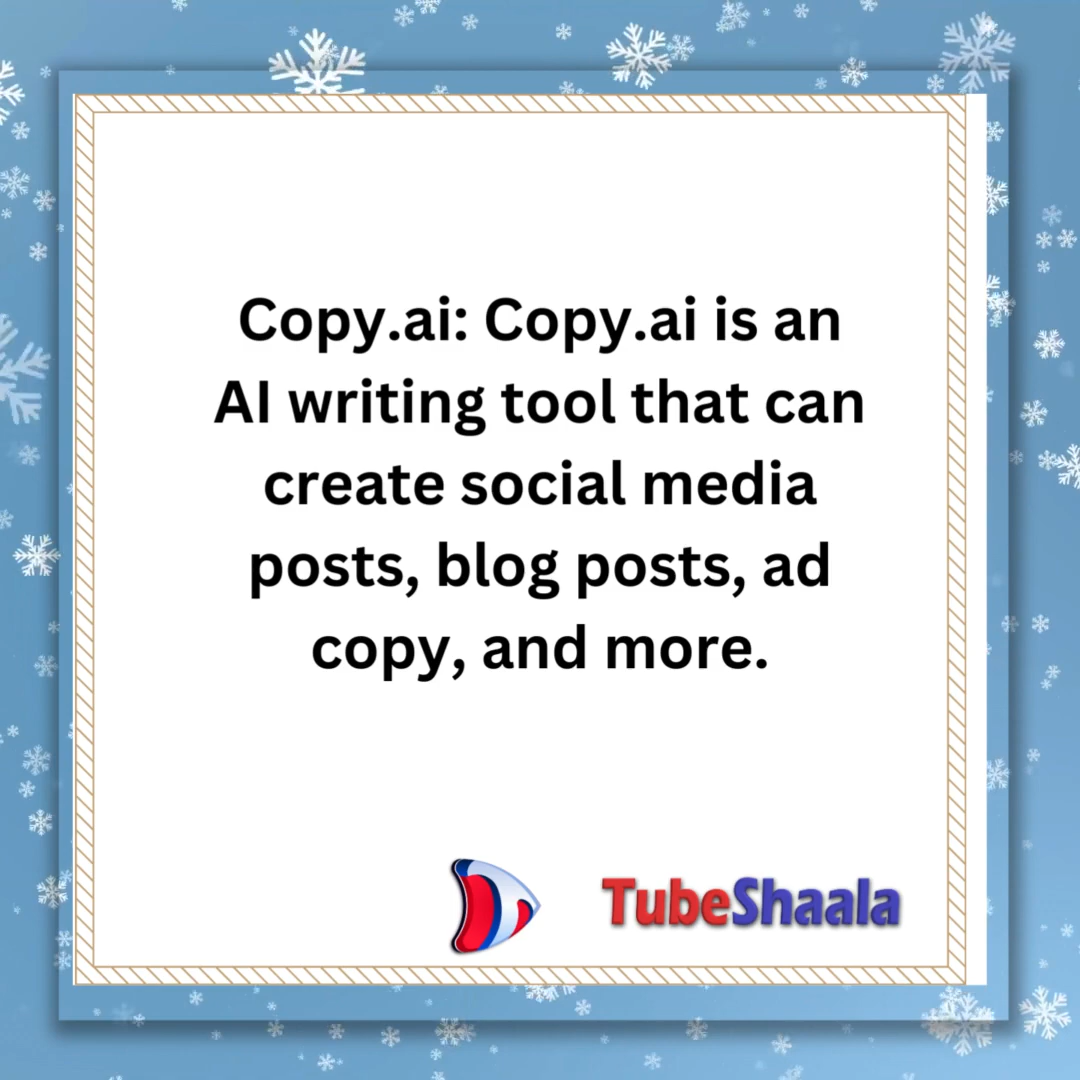 Copy.ai: Copy.ai is an
AI writing tool that can
create social media
posts, blog posts, ad
copy, and more.
TubeShaala